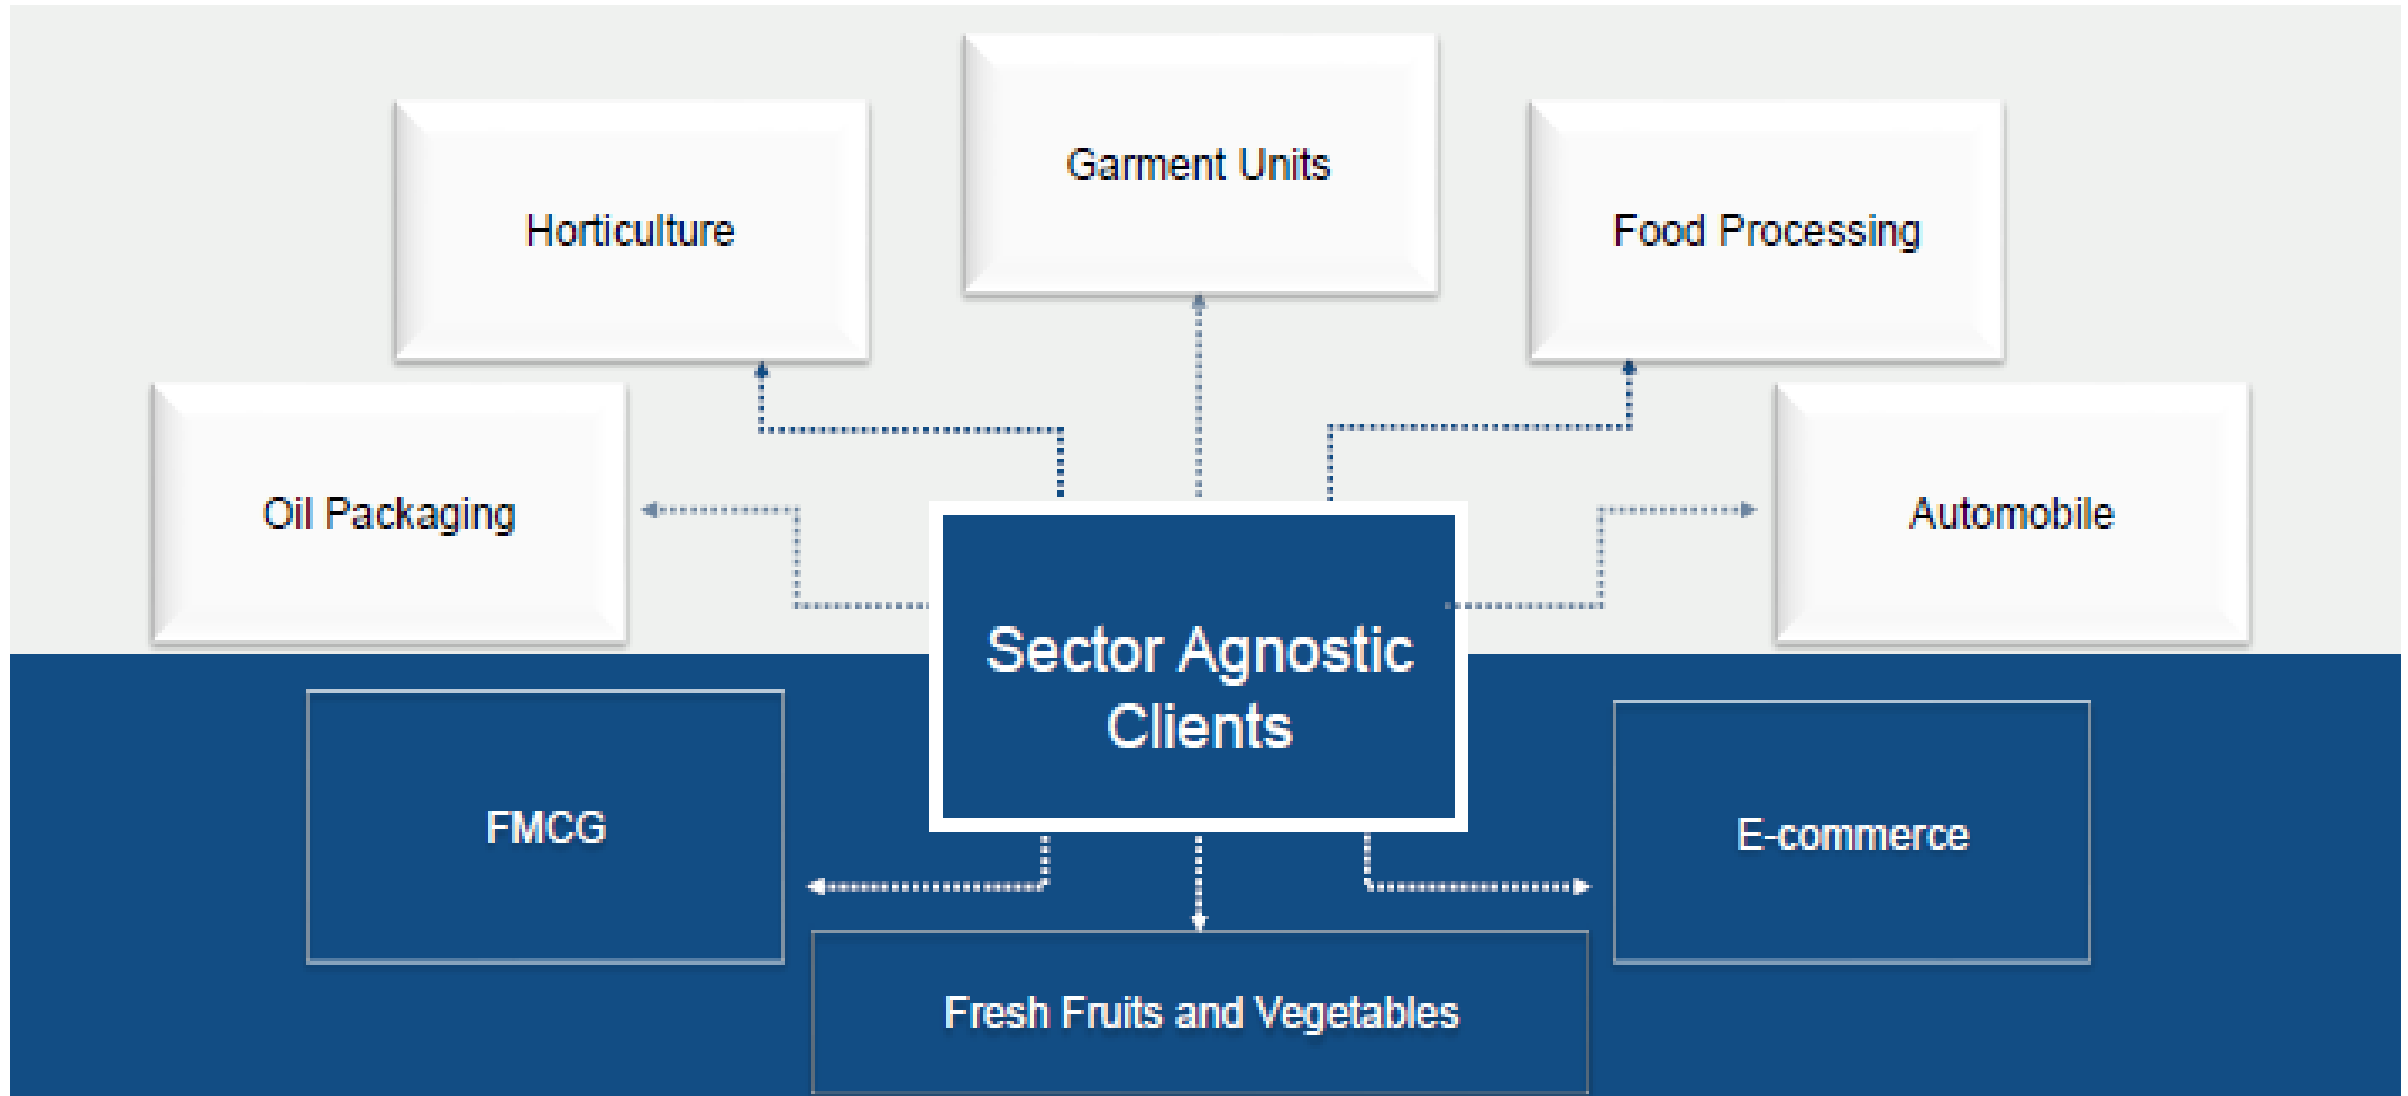 Garment Units
Horticulture
Food Processing
Oil Packaging
Automobile
Sector Agnostic
Clients
FMCG
E-commerce
Fresh Fruits and Vegetables